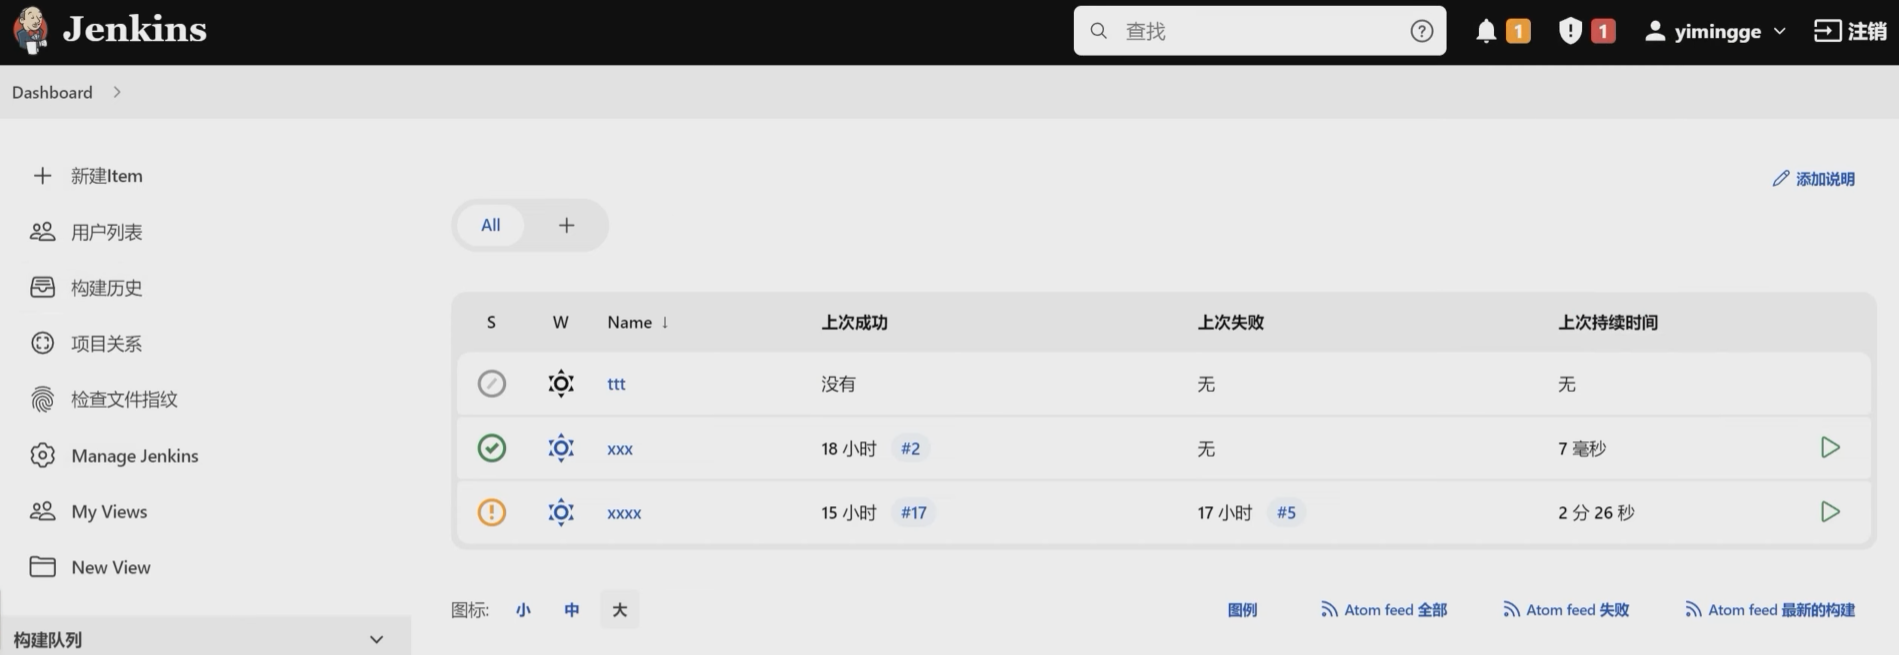 Jenkins
查找
1
1
yimingge
注销
Dashboard
新建Item
用户列表
构建历史
项目关系
检查文件指纹
Manage Jenkins
My Views
New View
构建队列
添加说明
All
S W Name ↓ 上次成功 上次失败 上次持续时间
ttt 没有 无 无
xxx 18 小时 #2 无 7 毫秒
xxxx 15 小时 #17 17 小时 #5 2 分 26 秒
图标: 小 中 大
图例 Atom feed 全部 Atom feed 失败 Atom feed 最新的构建